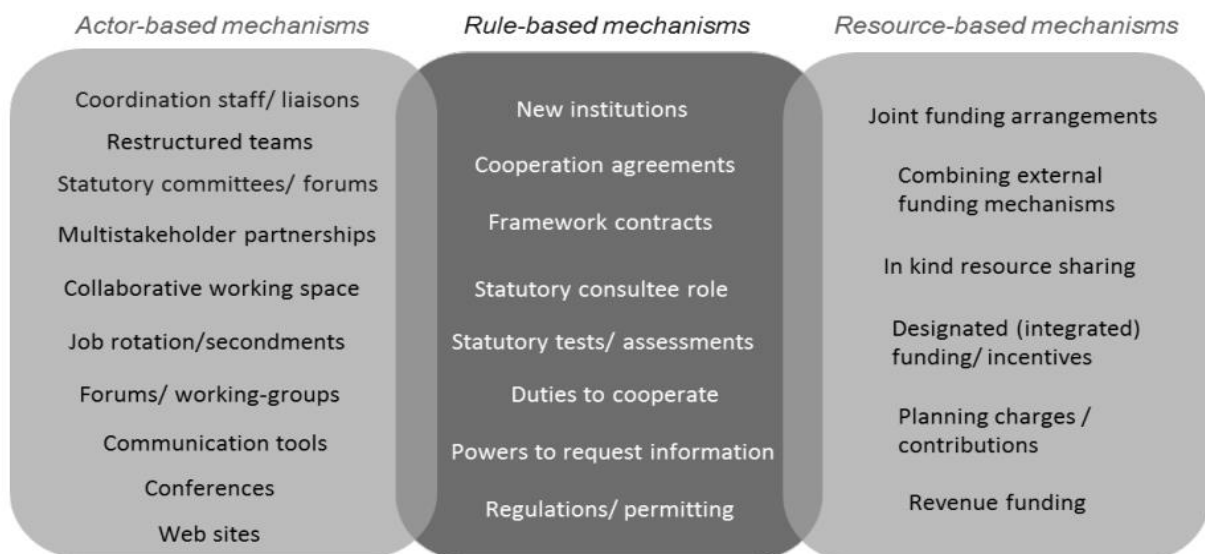 Actor-based mechanisms
Coordination staff/ liaisons
Restructured teams
Statutory committees/ forums
Multistakeholder partnerships
Collaborative working space
Job rotation/secondments
Forums/ working-groups
Communication tools
Conferences
Web sites
Rule-based mechanisms
New institutions
Cooperation agreements
Framework contracts
Statutory consultee role
Statutory tests/ assessments
Duties to cooperate
Powers to request information
Regulations/ permitting
Resource-based mechanisms
Joint funding arrangements
Combining external
funding mechanisms
In kind resource sharing
Designated (integrated)
funding/ incentives
Planning charges /
contributions
Revenue funding